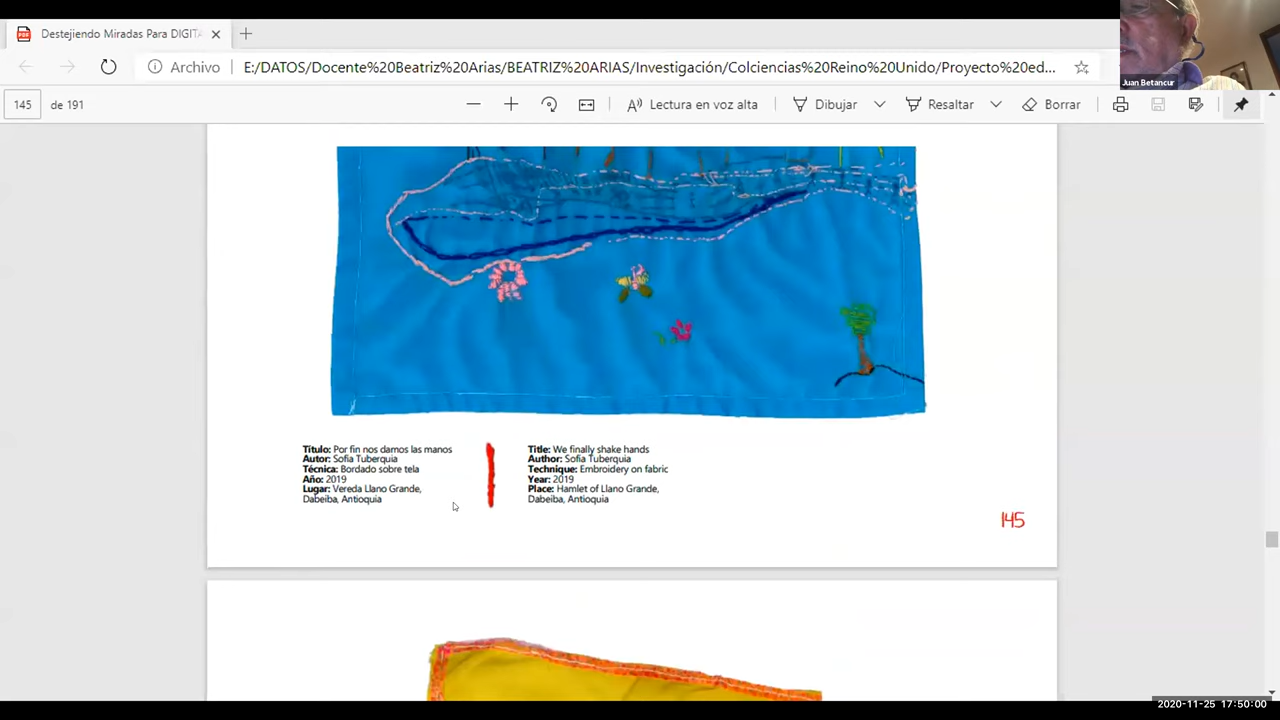 Destejiendo Miradas Para DIGITA
Archivo
E:/DATOS/Docente%20Beatriz%20Arias/BEATRIZ%20ARIAS/Investigación/Colciencias%20Reino%20Unido/Proyecto%20ed...
Juan Betancur
145 de 191
Lectura en voz alta
Dibujar
Resaltar
Borrar
Título: Por fin nos damos las manos
Autor: Sofia Tuberquia
Técnica: Bordado sobre tela
Año: 2019
Lugar: Vereda Llano Grande,
Dabeiba, Antioquia
Title: We finally shake hands
Author: Sofia Tuberquia
Technique: Embroidery on fabric
Year: 2019
Place: Hamlet of Llano Grande,
Dabeiba, Antioquia
145
2020-11-25 17:50:00